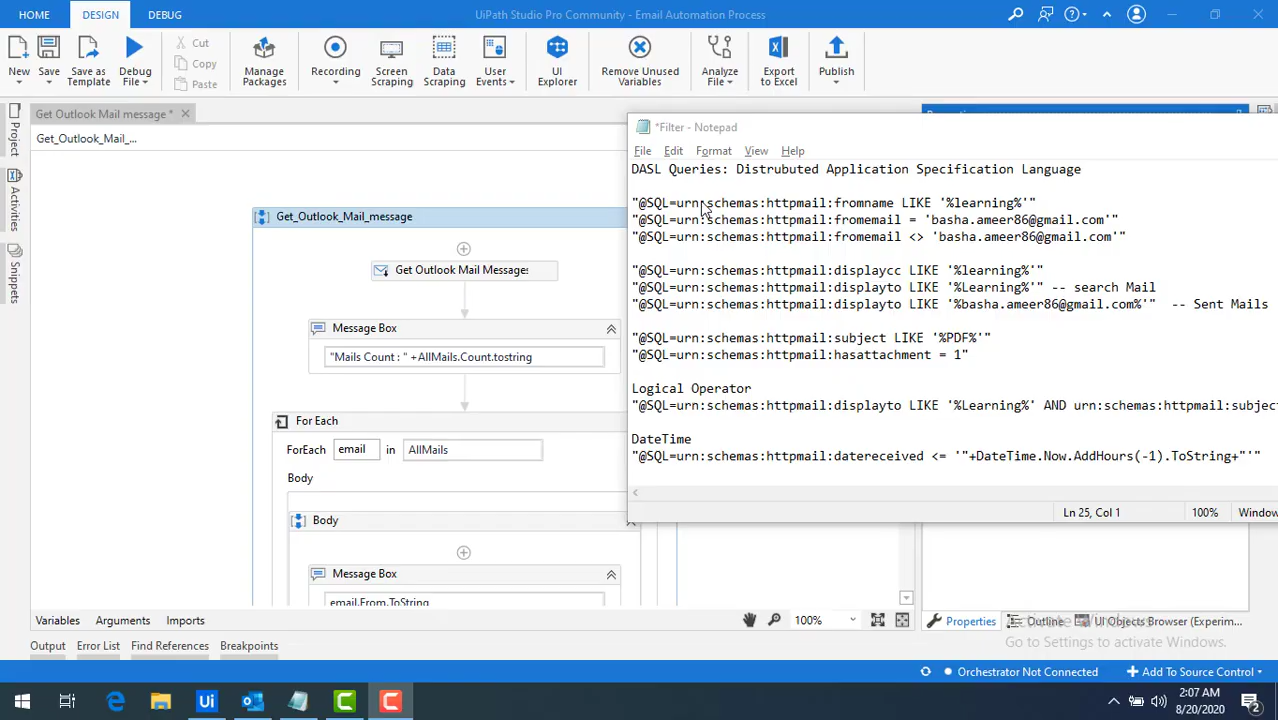 HOME DESIGN DEBUG UiPath Studio Pro Community - Email Automation Process
New Save Save as Template Debug File Cut Copy Paste Manage Packages Recording Screen Scraping Data Scraping User Events UI Explorer Remove Unused Variables Analyze File Export to Excel Publish
Get Outlook Mail message *
Get_Outlook_Mail_...
Project
Activities
Snippets
Get_Outlook_Mail_message
Get Outlook Mail Messages
Message Box
"Mails Count : " +AllMails.Count.tostring
For Each
ForEach email in AllMails
Body
Body
Message Box
email.From.ToString
*Filter - Notepad
File Edit Format View Help
DASL Queries: Distrubuted Application Specification Language
"@SQL=urn:schemas:httpmail:fromname LIKE '%learning%'"
"@SQL=urn:schemas:httpmail:fromemail = 'basha.ameer86@gmail.com'"
"@SQL=urn:schemas:httpmail:fromemail <> 'basha.ameer86@gmail.com'"
"@SQL=urn:schemas:httpmail:displaycc LIKE '%learning%'"
"@SQL=urn:schemas:httpmail:displayto LIKE '%Learning%'" -- search Mail
"@SQL=urn:schemas:httpmail:displayto LIKE '%basha.ameer86@gmail.com%'" -- Sent Mails
"@SQL=urn:schemas:httpmail:subject LIKE '%PDF%'"
"@SQL=urn:schemas:httpmail:hasattachment = 1"
Logical Operator
"@SQL=urn:schemas:httpmail:displayto LIKE '%Learning%' AND urn:schemas:httpmail:subjec
DateTime
"@SQL=urn:schemas:httpmail:datereceived <= '"+DateTime.Now.AddHours(-1).ToString+"'"
Ln 25, Col 1 100% Window
Variables Arguments Imports 100% Properties Outline UI Objects Browser (Experim...
Activate Windows
Go to Settings to activate Windows.
Output Error List Find References Breakpoints
Orchestrator Not Connected Add To Source Control
2:07 AM
8/20/2020
2